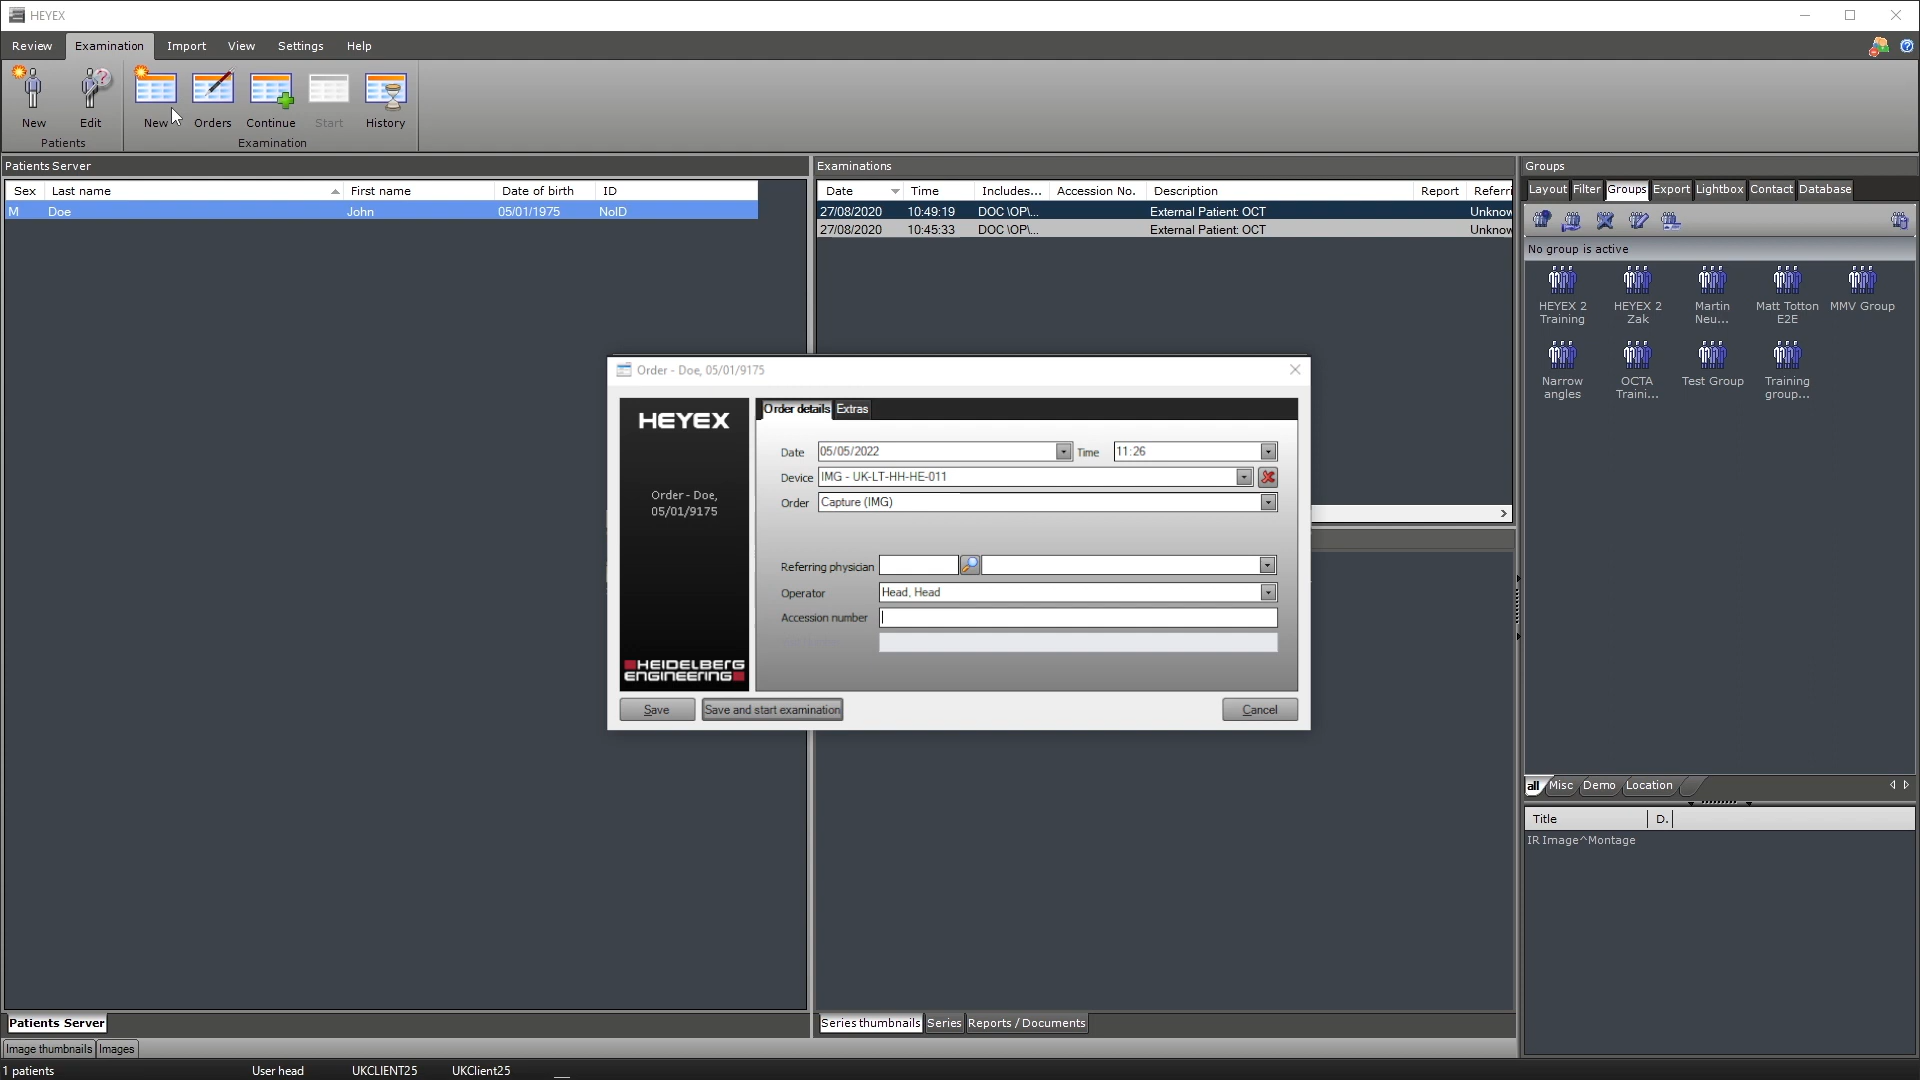 HEYEX
Review Examination Import View Settings Help
New Edit New Orders Continue Start History
Patients Examination
Patients Server
Sex Last name First name Date of birth ID
M Doe John 05/01/1975 NoID
Examinations
Date Time Includes... Accession No. Description Report Referri
27/08/2020 10:49:19 DOC \OP\... External Patient: OCT Unknow
27/08/2020 10:45:33 DOC \OP\... External Patient: OCT Unknow
Groups
Layout Filter Groups Export Lightbox Contact Database
No group is active
HEYEX 2 Training
HEYEX 2 Zak
Martin Neu...
Matt Totton E2E
MMV Group
Narrow angles
OCTA Traini...
Test Group
Training group...
Order - Doe, 05/01/9175
HEYEX
Order - Doe,
05/01/9175
HEIDELBERG
ENGINEERING
Order details Extras
Date 05/05/2022 Time 11:26
Device IMG - UK-LT-HH-HE-011
Order Capture (IMG)
Referring physician
Operator Head, Head
Accession number
Save Save and start examination Cancel
all Misc Demo Location
Title D.
IR Image^Montage
Patients Server
Series thumbnails Series Reports / Documents
Image thumbnails Images
1 patients User head UKCLIENT25 UKClient25